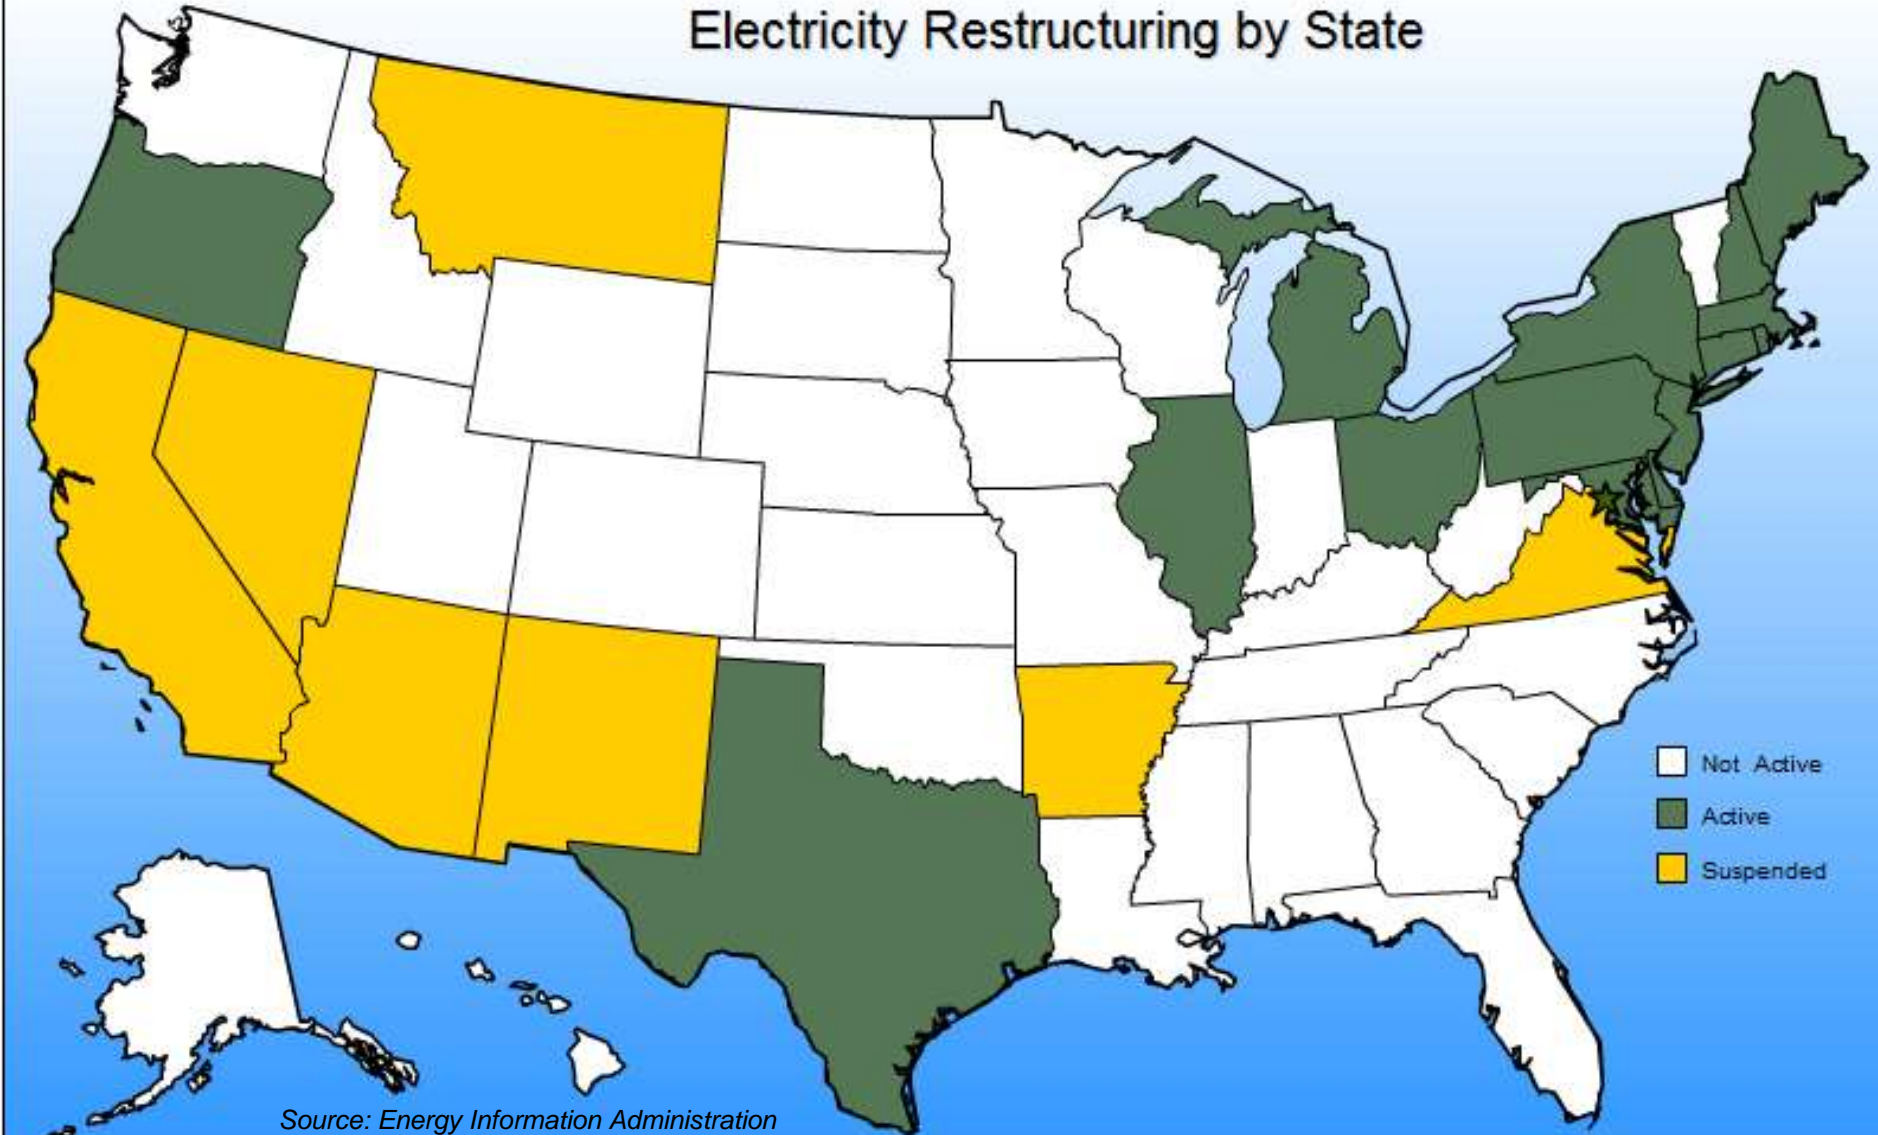 Electricity Restructuring by State
Not Active
Active
Suspended
Source: Energy Information Administration